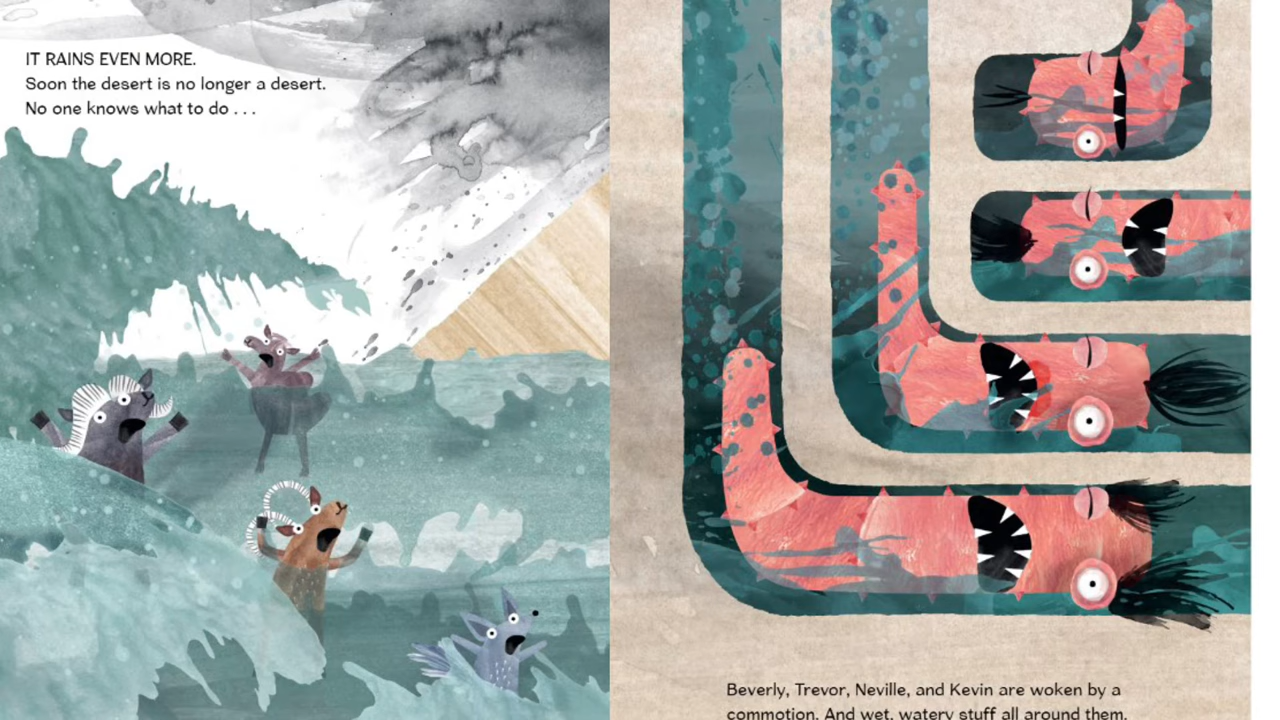 IT RAINS EVEN MORE.
Soon the desert is no longer a desert.
No one knows what to do . . .
Beverly, Trevor, Neville, and Kevin are woken by a
commotion. And wet, watery stuff all around them.